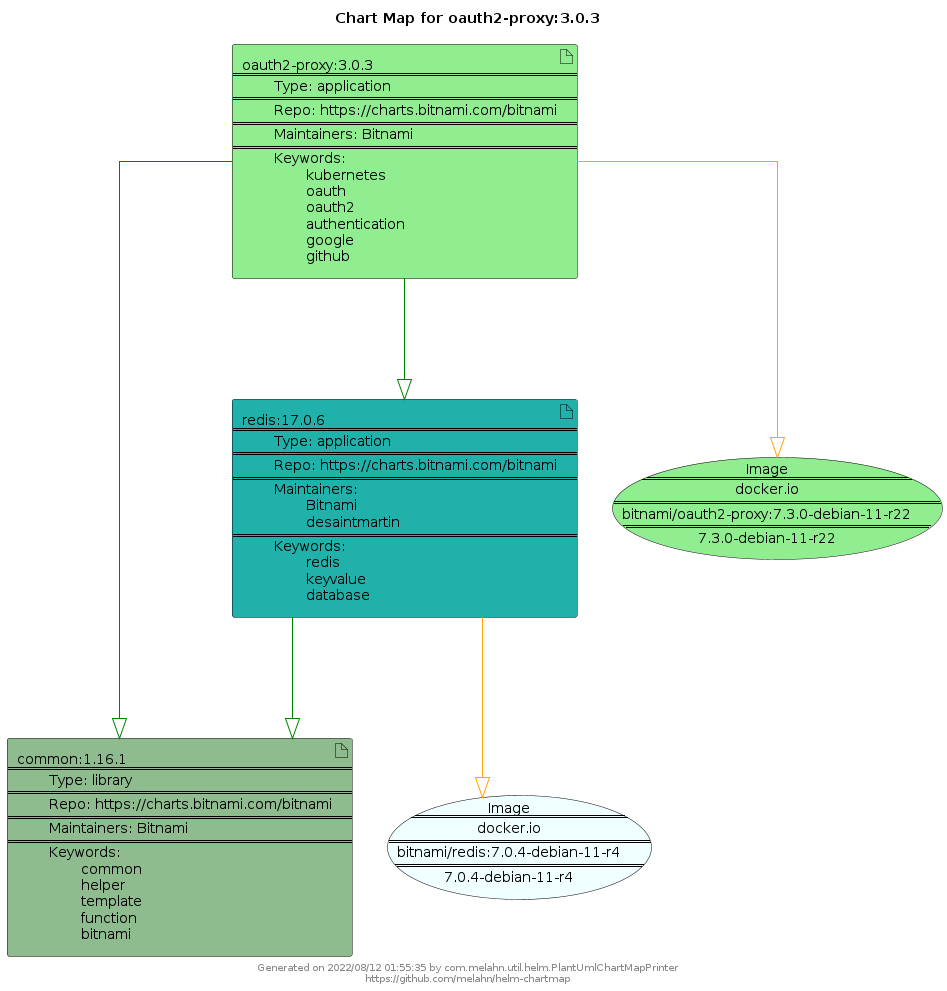 Chart Map for oauth2-proxy:3.0.3
oauth2-proxy:3.0.3
Type: application
Repo: https://charts.bitnami.com/bitnami
Maintainers: Bitnami
Keywords:
kubernetes
oauth
oauth2
authentication
google
github
redis:17.0.6
Type: application
Repo: https://charts.bitnami.com/bitnami
Maintainers:
Bitnami
desaintmartin
Keywords:
redis
keyvalue
database
Image
docker.io
bitnami/oauth2-proxy:7.3.0-debian-11-r22
7.3.0-debian-11-r22
common:1.16.1
Type: library
Repo: https://charts.bitnami.com/bitnami
Maintainers: Bitnami
Keywords:
common
helper
template
function
bitnami
Image
docker.io
bitnami/redis:7.0.4-debian-11-r4
7.0.4-debian-11-r4
Generated on 2022/08/12 01:55:35 by com.melahn.util.helm.PlantUmlChartMapPrinter
https://github.com/melahn/helm-chartmap